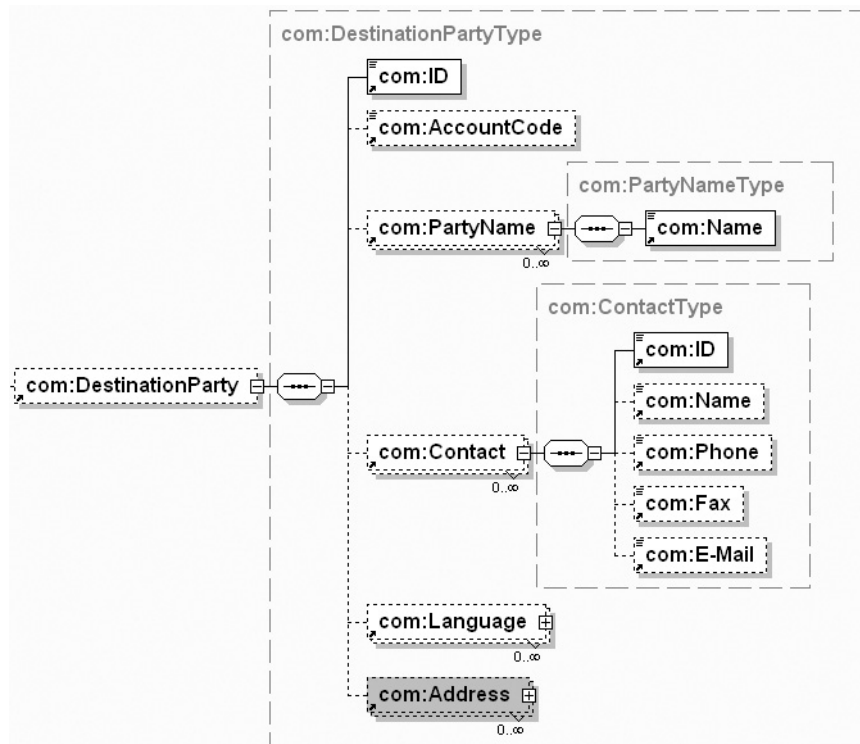 com:DestinationPartyType
com:ID
com:AccountCode
com:PartyNameType
com:PartyName
com:Name
0..∞
com:ContactType
com:ID
com:DestinationParty
com:Name
com:Contact
com:Phone
0..∞
com:Fax
com:E-Mail
com:Language
0..∞
com:Address
0..∞